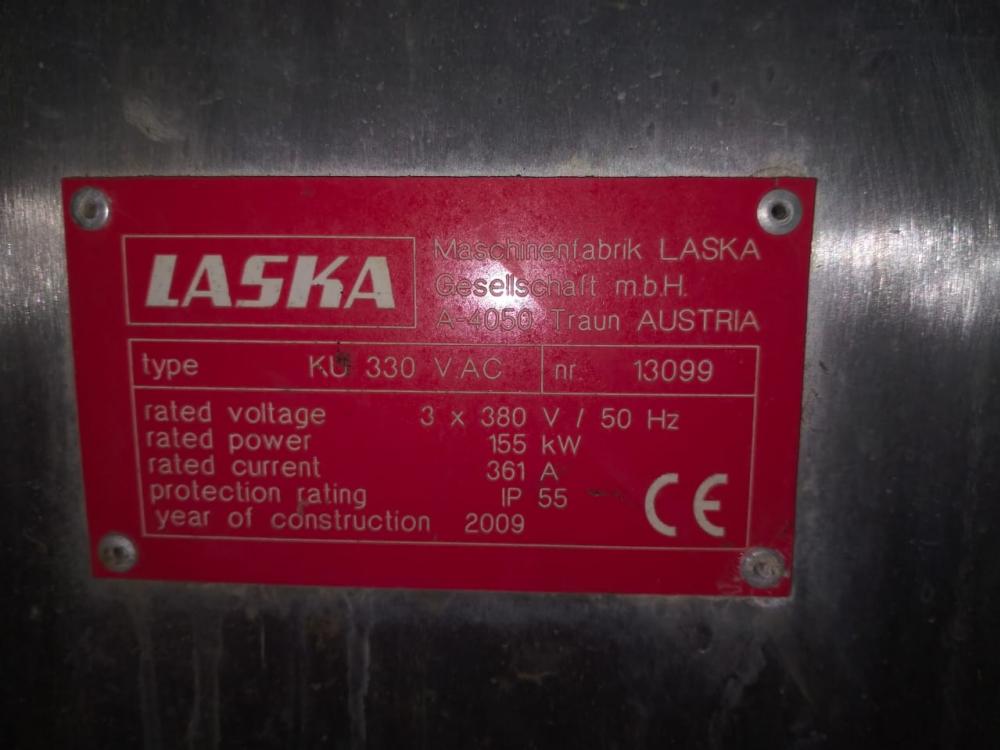 LASKA
Maschinenfabrik LASKA
Gesellschaft m.b.H.
A-4050 Traun AUSTRIA
type KU 330 V.AC nr. 13099
rated voltage 3 x 380 V / 50 Hz
rated power 155 kW
rated current 361 A
protection rating IP 55
year of construction 2009
CE